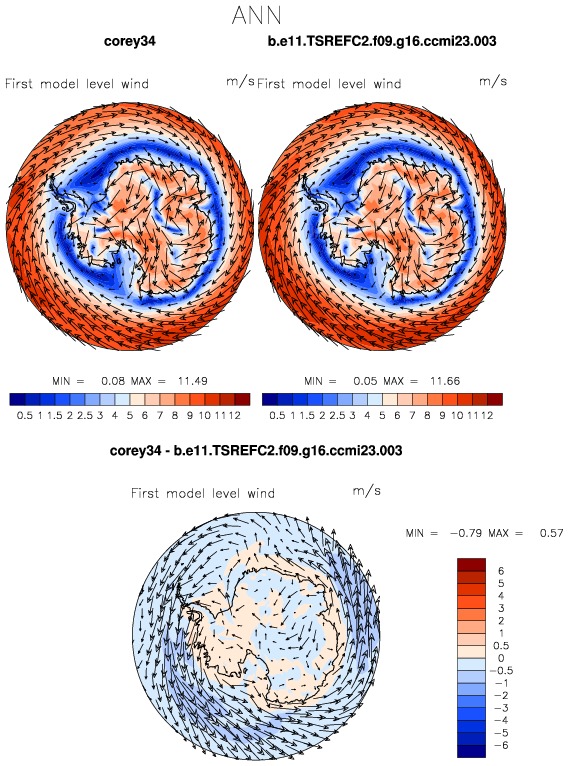 ANN
corey34
b.e11.TSREFC2.f09.g16.ccmi23.003
First model level wind m/s
First model level wind m/s
MIN = 0.08 MAX = 11.49
MIN = 0.05 MAX = 11.66
0.5 1 1.5 2 2.5 3 4 5 6 7 8 9 10 11 12
0.5 1 1.5 2 2.5 3 4 5 6 7 8 9 10 11 12
corey34 - b.e11.TSREFC2.f09.g16.ccmi23.003
First model level wind m/s
MIN = -0.79 MAX = 0.57
6
5
4
3
2
1
0.5
0
-0.5
-1
-2
-3
-4
-5
-6